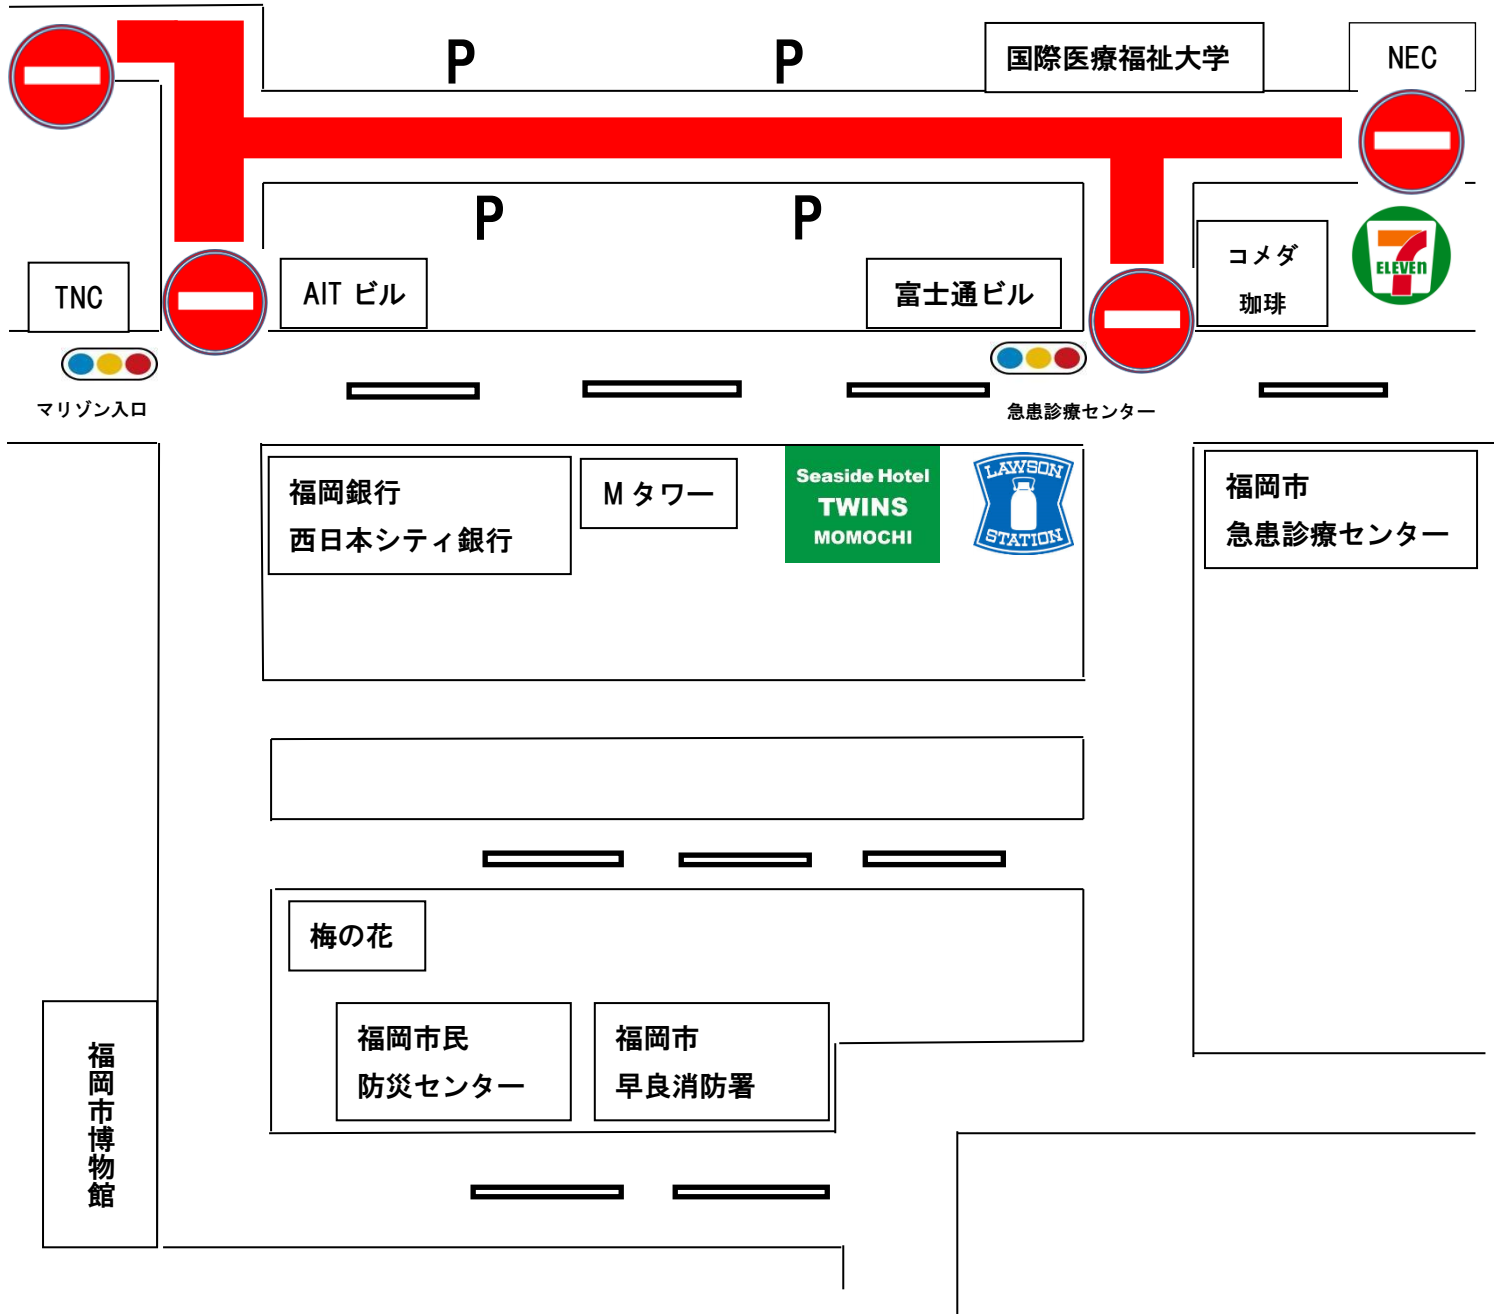 P
P
国際医療福祉大学
NEC
P
P
コメダ
珈琲
7
ELEVEn
TNC
AIT ビル
富士通ビル
マリゾン入口
急患診療センター
福岡銀行
西日本シティ銀行
M タワー
Seaside Hotel
TWINS
MOMOCHI
LAWSON
STATION
福岡市
急患診療センター
梅の花
福岡市民
防災センター
福岡市
早良消防署
福岡市博物館